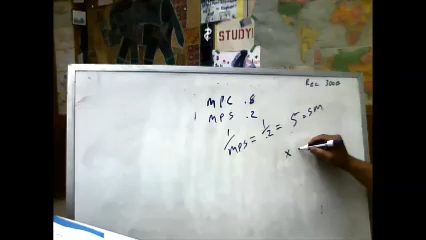 STUDY!
Rec 300B
MPC .8
MPS .2
1/MPS = 1/.2 = 5 = SM
x